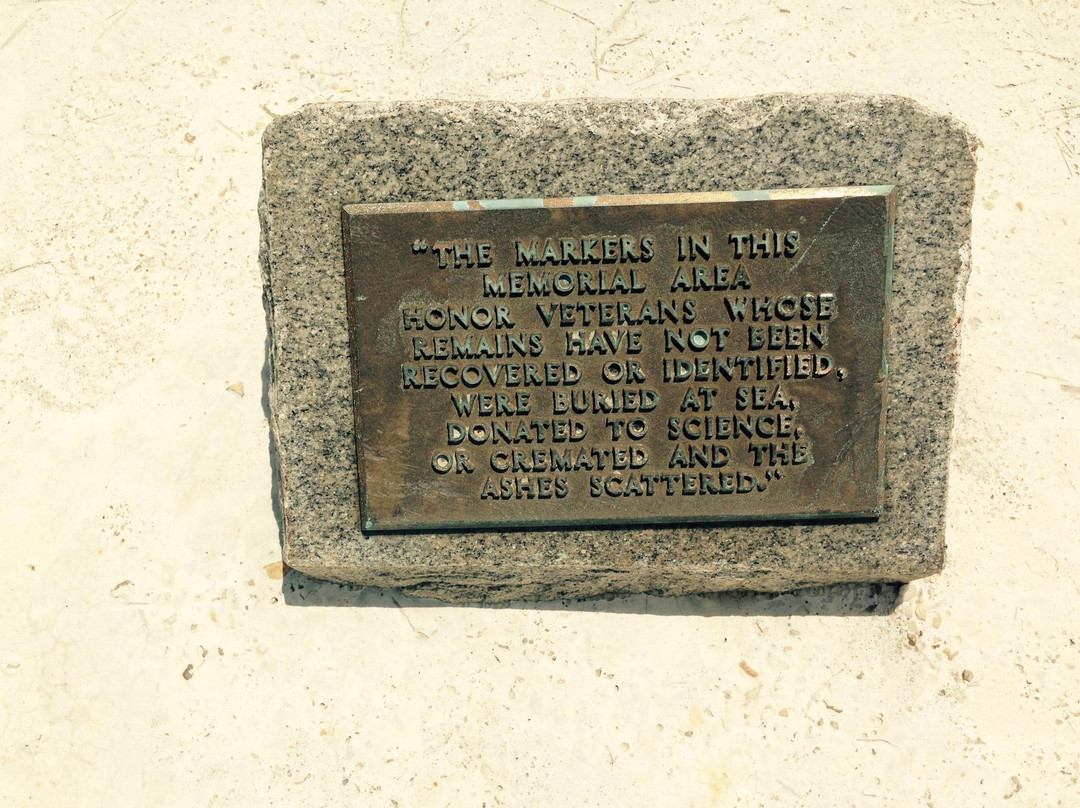 “THE MARKERS IN THIS
MEMORIAL AREA
HONOR VETERANS WHOSE
REMAINS HAVE NOT BEEN
RECOVERED OR IDENTIFIED,
WERE BURIED AT SEA,
DONATED TO SCIENCE,
OR CREMATED AND THE
ASHES SCATTERED.”